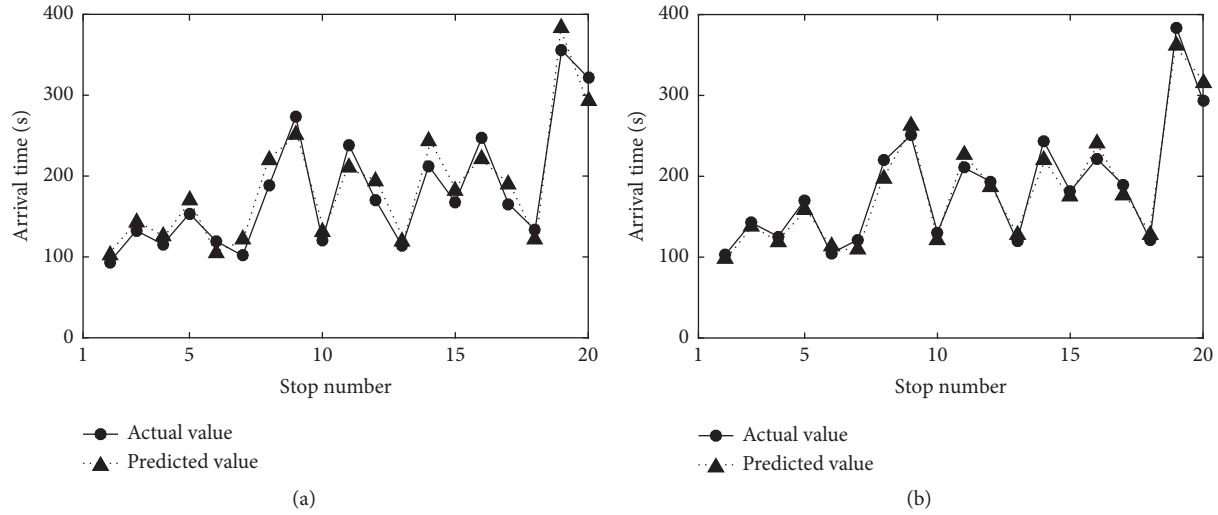 400
300
200
100
0
Arrival time (s)
1 5 10 15 20
Stop number
Actual value
Predicted value
(a)
400
300
200
100
0
Arrival time (s)
1 5 10 15 20
Stop number
Actual value
Predicted value
(b)